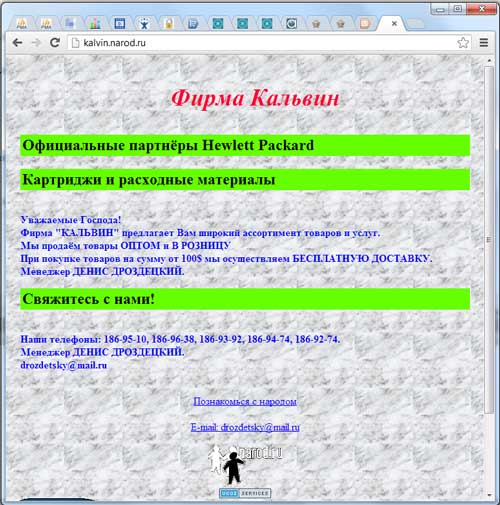 PMA
PMA
kalvin.narod.ru
Фирма Кальвин
Официальные партнёры Hewlett Packard
Картриджи и расходные материалы
Уважаемые Господа!
Фирма "КАЛЬВИН" предлагает Вам широкий ассортимент товаров и услуг.
Мы продаём товары ОПТОМ и В РОЗНИЦУ
При покупке товаров на сумму от 100$ мы осуществляем БЕСПЛАТНУЮ ДОСТАВКУ.
Менеджер ДЕНИС ДРОЗДЕЦКИЙ.
Свяжитесь с нами!
Наши телефоны: 186-95-10, 186-96-38, 186-93-92, 186-94-74, 186-92-74.
Менеджер ДЕНИС ДРОЗДЕЦКИЙ.
drozdetsky@mail.ru
Познакомься с народом
E-mail: drozdetsky@mail.ru
narod.ru
UCOZ SERVICES